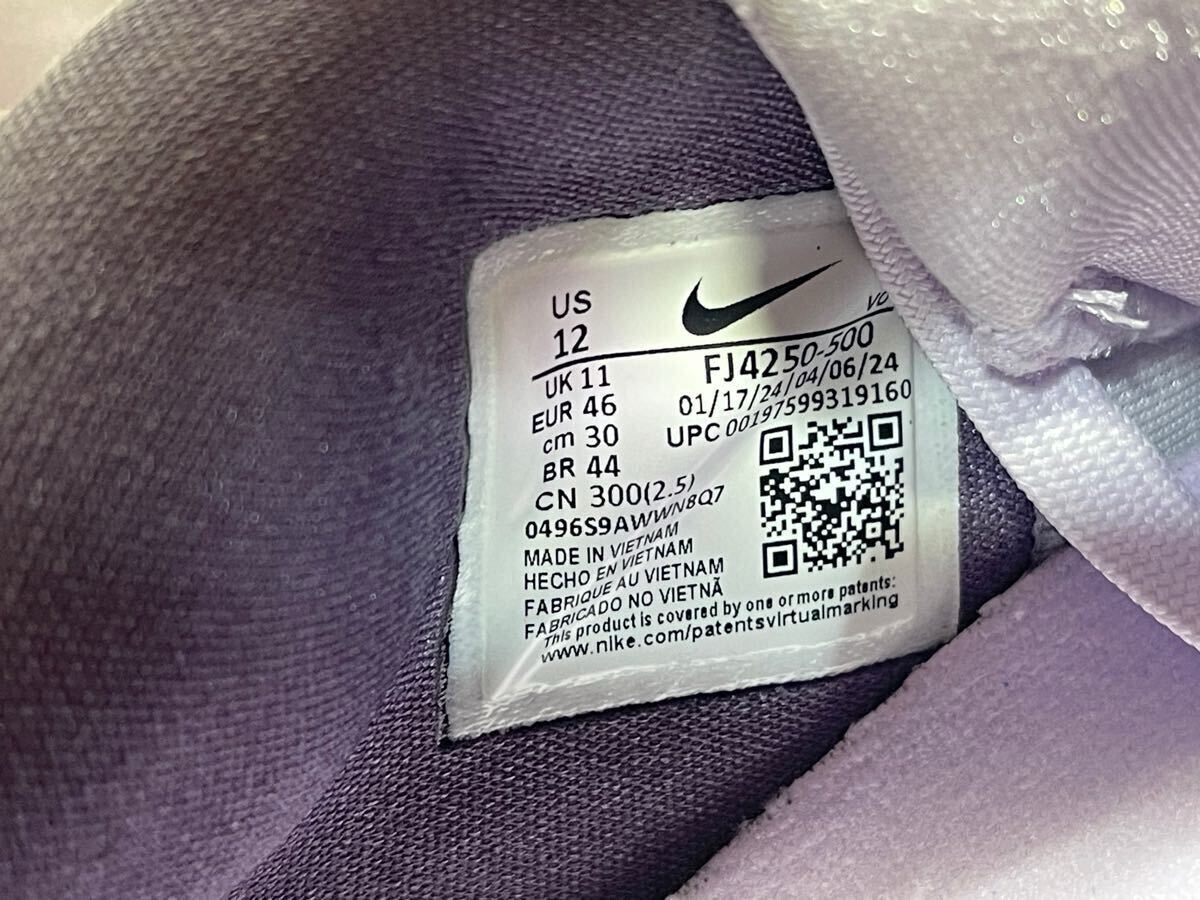 US
12
VO
FJ4250-500
UK 11
01/17/24/04/06/24
EUR 46
UPC 00197599319160
cm 30
BR 44
CN 300(2.5)
0496S9AWWN8Q7
MADE IN VIETNAM
HECHO EN VIETNAM
FABRIQUE AU VIETNAM
FABRICADO NO VIETNÃ
This product is covered by one or more patents:
www.nike.com/patentsvirtualmarking